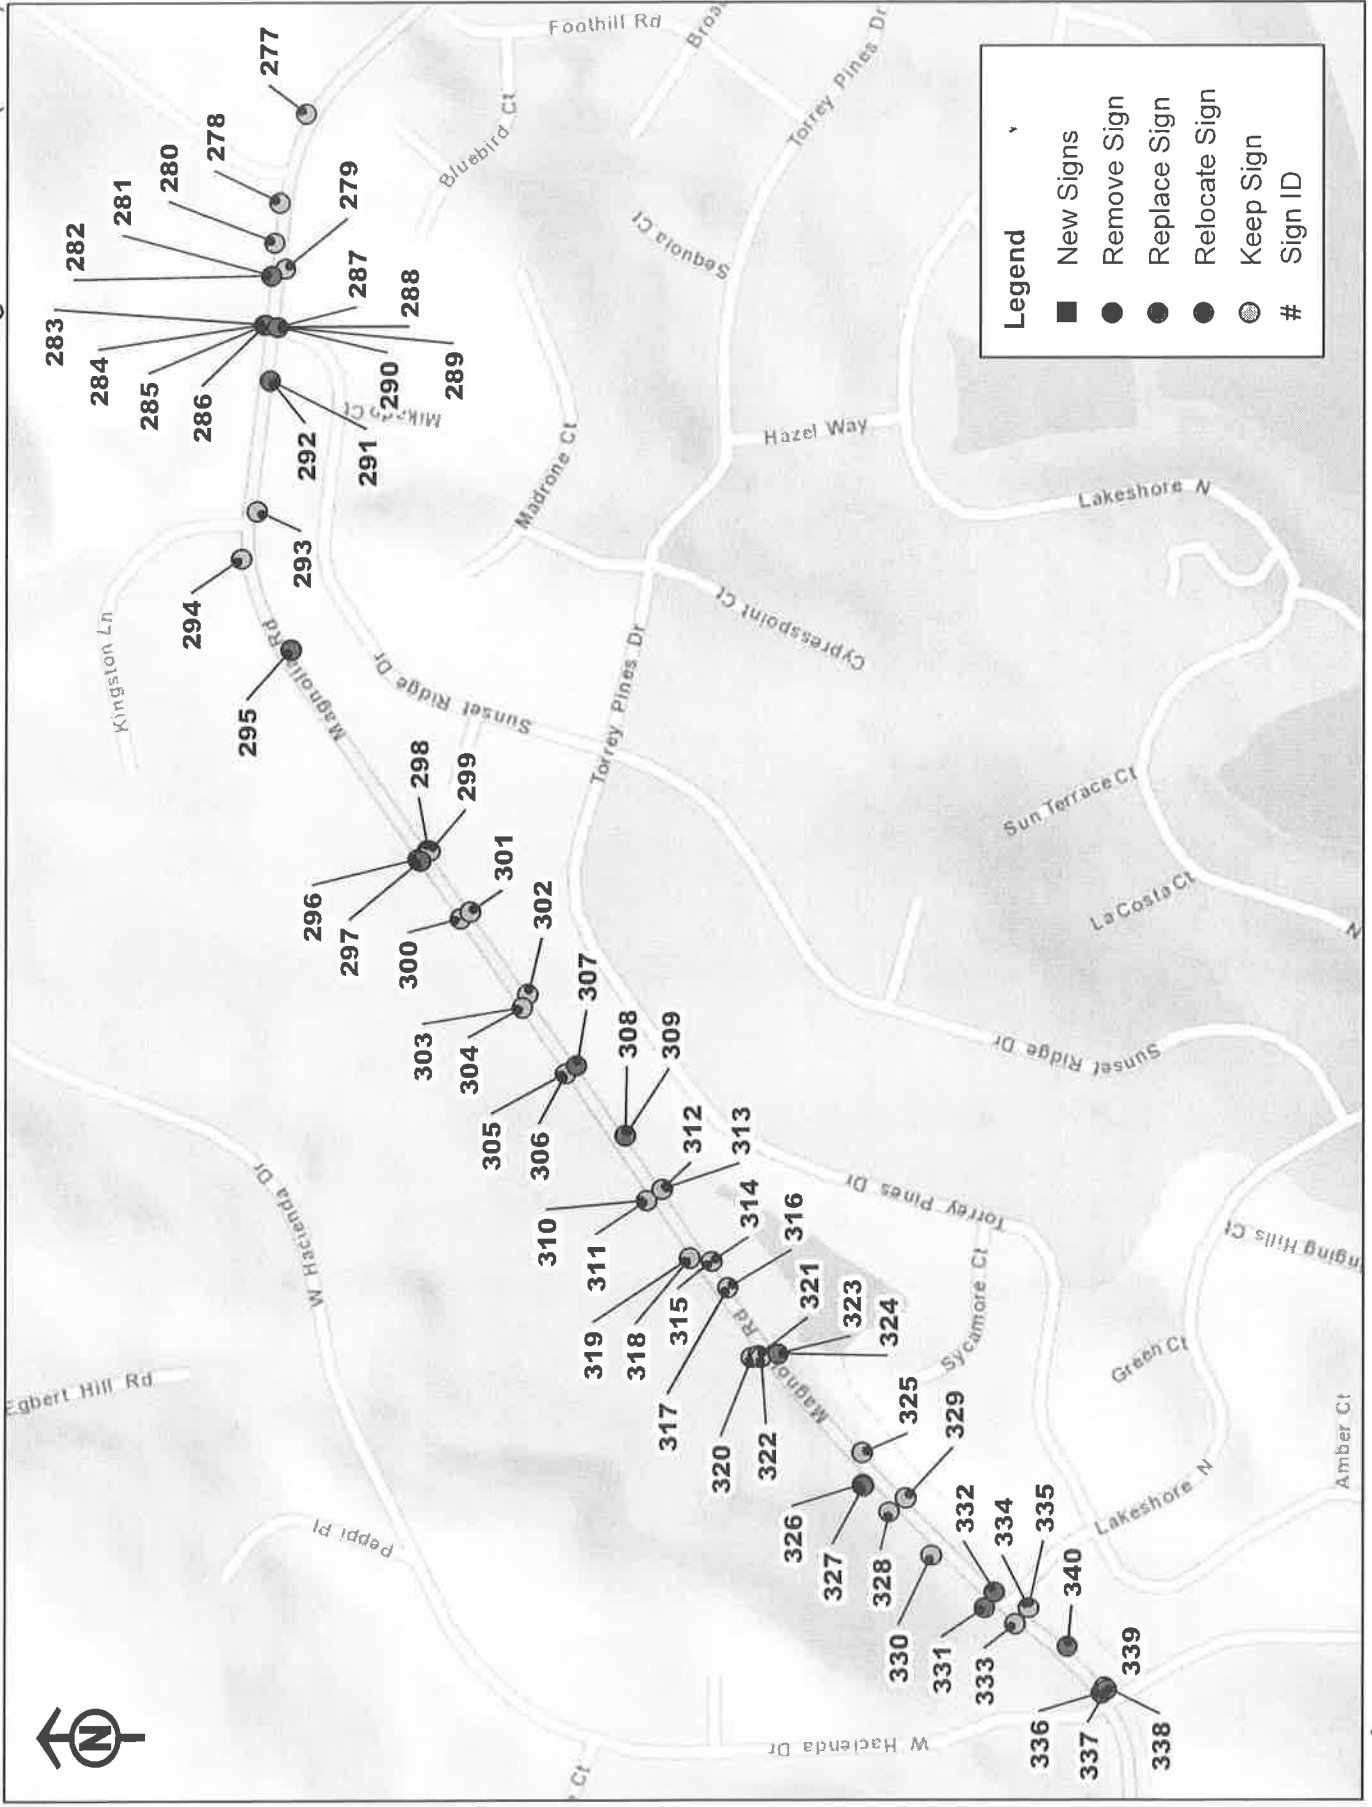 Foothill Rd
Torrey Pines Dr
Bluebird Ct
277
278
280
281
282
279
283
284
285
286
287
288
289
290
291
292
Mikado Ct
Sequoia Ct
Hazel Way
Madrone Ct
Lakeshore N
Cypresspoint Ct
293
294
Kingston Ln
295
Magnolia Rd
Sunset Ridge Dr
Torrey Pines Dr
296
297
298
299
300
301
302
303
304
305
306
307
308
309
310
311
312
313
314
315
316
317
318
319
320
321
322
323
324
325
326
327
328
329
330
331
332
333
334
335
336
337
338
339
340
Sun Terrace Ct
La Costa Ct
N
Sunset Ridge Dr
W Hacienda Dr
Torrey Pines Dr
Sycamore Ct
Green Ct
Hills Ct
Magnolia Rd
Egbert Hill Rd
Peppi Pl
Lakeshore N
Amber Ct
W Hacienda Dr
Ct
N
Legend
New Signs
Remove Sign
Replace Sign
Relocate Sign
Keep Sign
# Sign ID